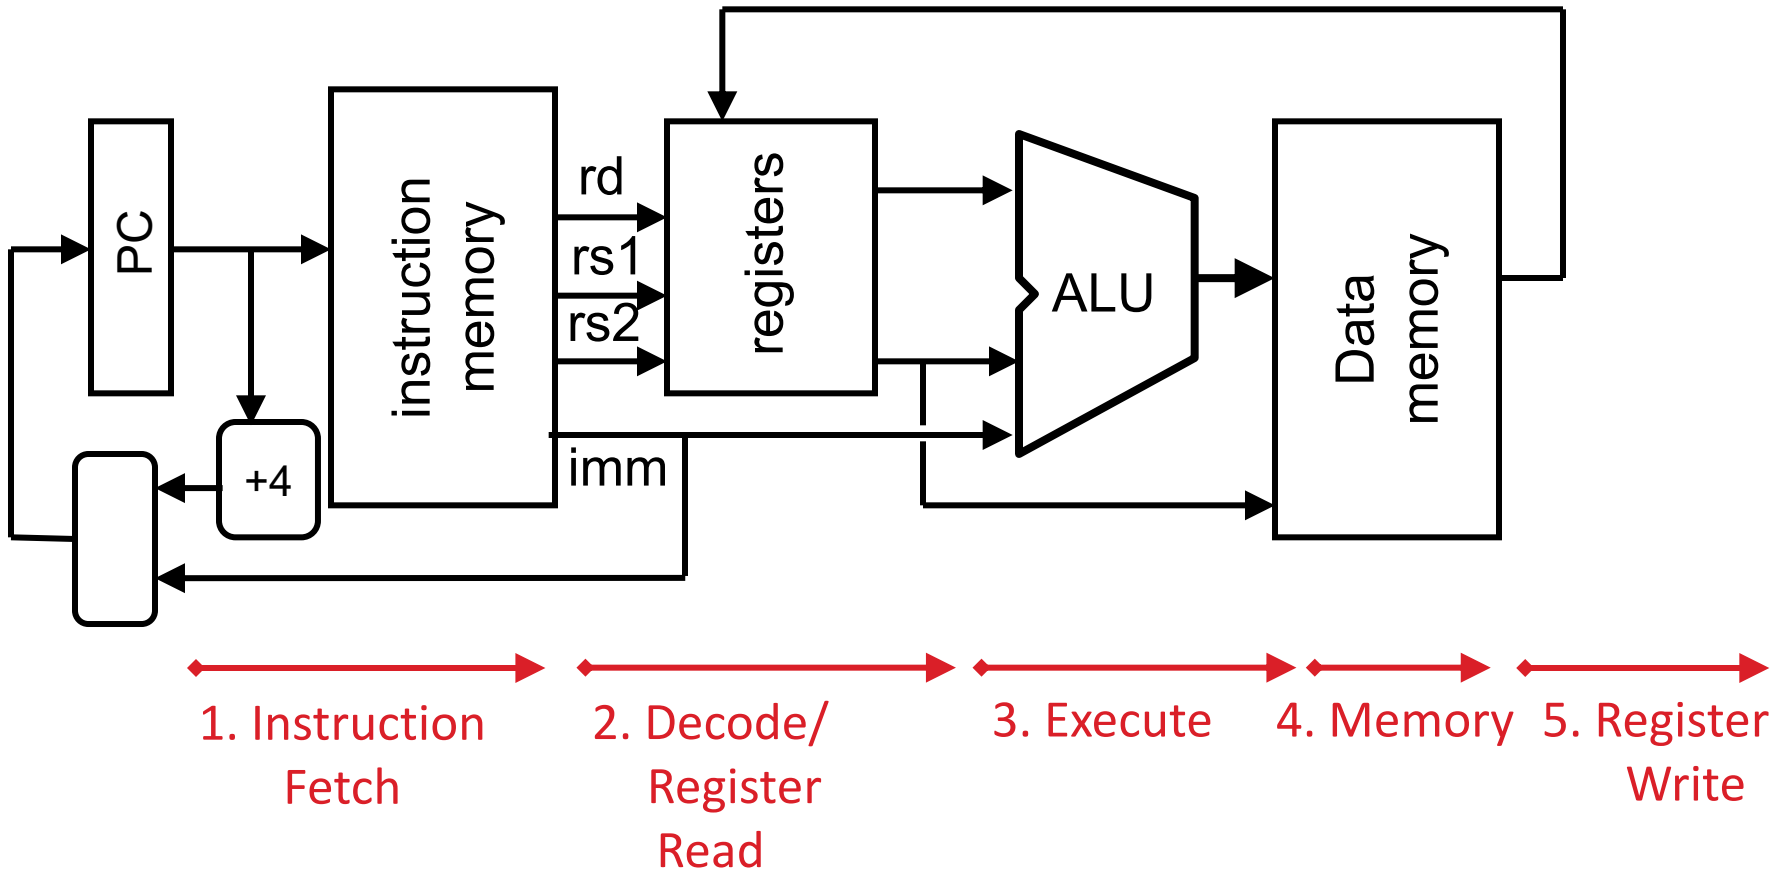 PC
+4
instruction
memory
rd
rs1
rs2
imm
registers
ALU
Data
memory
1. Instruction
Fetch
2. Decode/
Register
Read
3. Execute
4. Memory
5. Register
Write